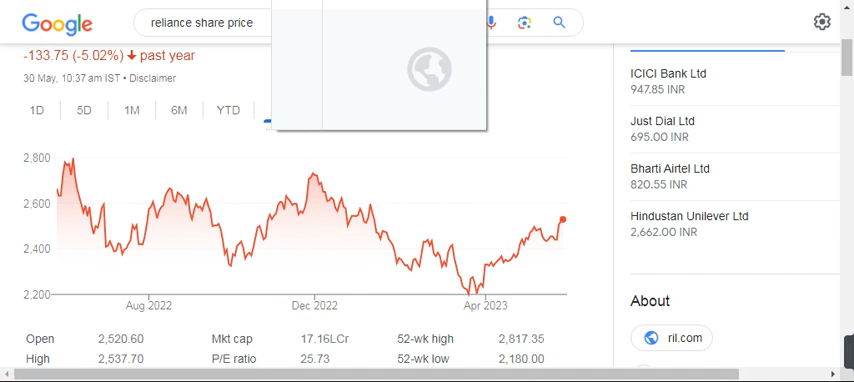 Google
reliance share price
-133.75 (-5.02%) past year
30 May, 10:37 am IST • Disclaimer
1D 5D 1M 6M YTD
2,800
2,600
2,400
2,200
Aug 2022 Dec 2022 Apr 2023
Open 2,520.60 Mkt cap 17.16LCr 52-wk high 2,817.35
High 2,537.70 P/E ratio 25.73 52-wk low 2,180.00
ICICI Bank Ltd
947.85 INR
Just Dial Ltd
695.00 INR
Bharti Airtel Ltd
820.55 INR
Hindustan Unilever Ltd
2,662.00 INR
About
ril.com